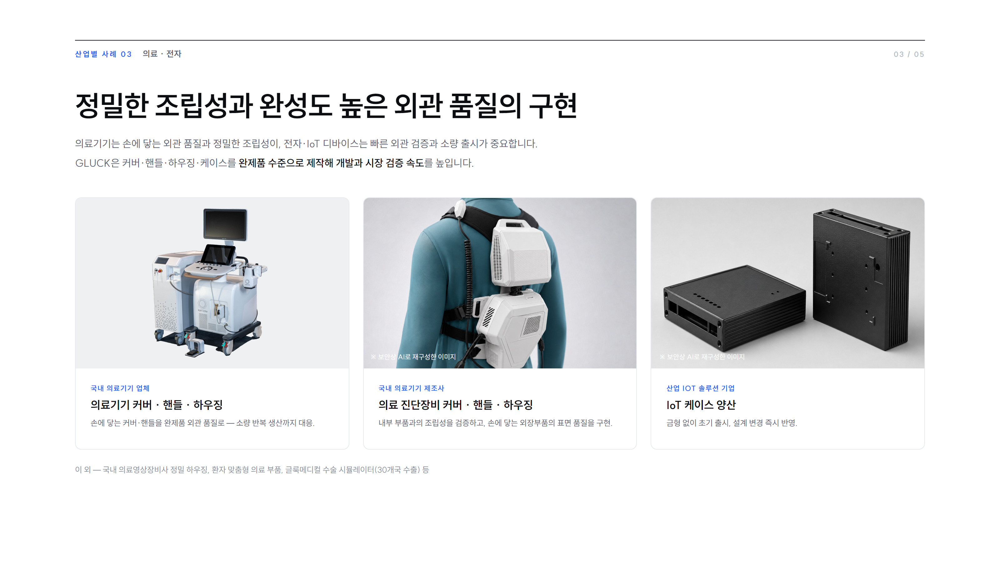 산업별 사례 03 의료 · 전자
03 / 05
정밀한 조립성과 완성도 높은 외관 품질의 구현
의료기기는 손에 닿는 외관 품질과 정밀한 조립성이, 전자·IoT 디바이스는 빠른 외관 검증과 소량 출시가 중요합니다.
GLUCK은 커버·핸들·하우징·케이스를 완제품 수준으로 제작해 개발과 시장 검증 속도를 높입니다.
opticho
※ 보안상 AI로 재구성한 이미지
※ 보안상 AI로 재구성한 이미지
국내 의료기기 업체
의료기기 커버 · 핸들 · 하우징
손에 닿는 커버·핸들을 완제품 외관 품질로 — 소량 반복 생산까지 대응.
국내 의료기기 제조사
의료 진단장비 커버 · 핸들 · 하우징
내부 부품과의 조립성을 검증하고, 손에 닿는 외장부품의 표면 품질을 구현.
산업 IOT 솔루션 기업
IoT 케이스 양산
금형 없이 초기 출시, 설계 변경 즉시 반영.
이 외 — 국내 의료영상장비사 정밀 하우징, 환자 맞춤형 의료 부품, 글룩메디컬 수술 시뮬레이터(30개국 수출) 등